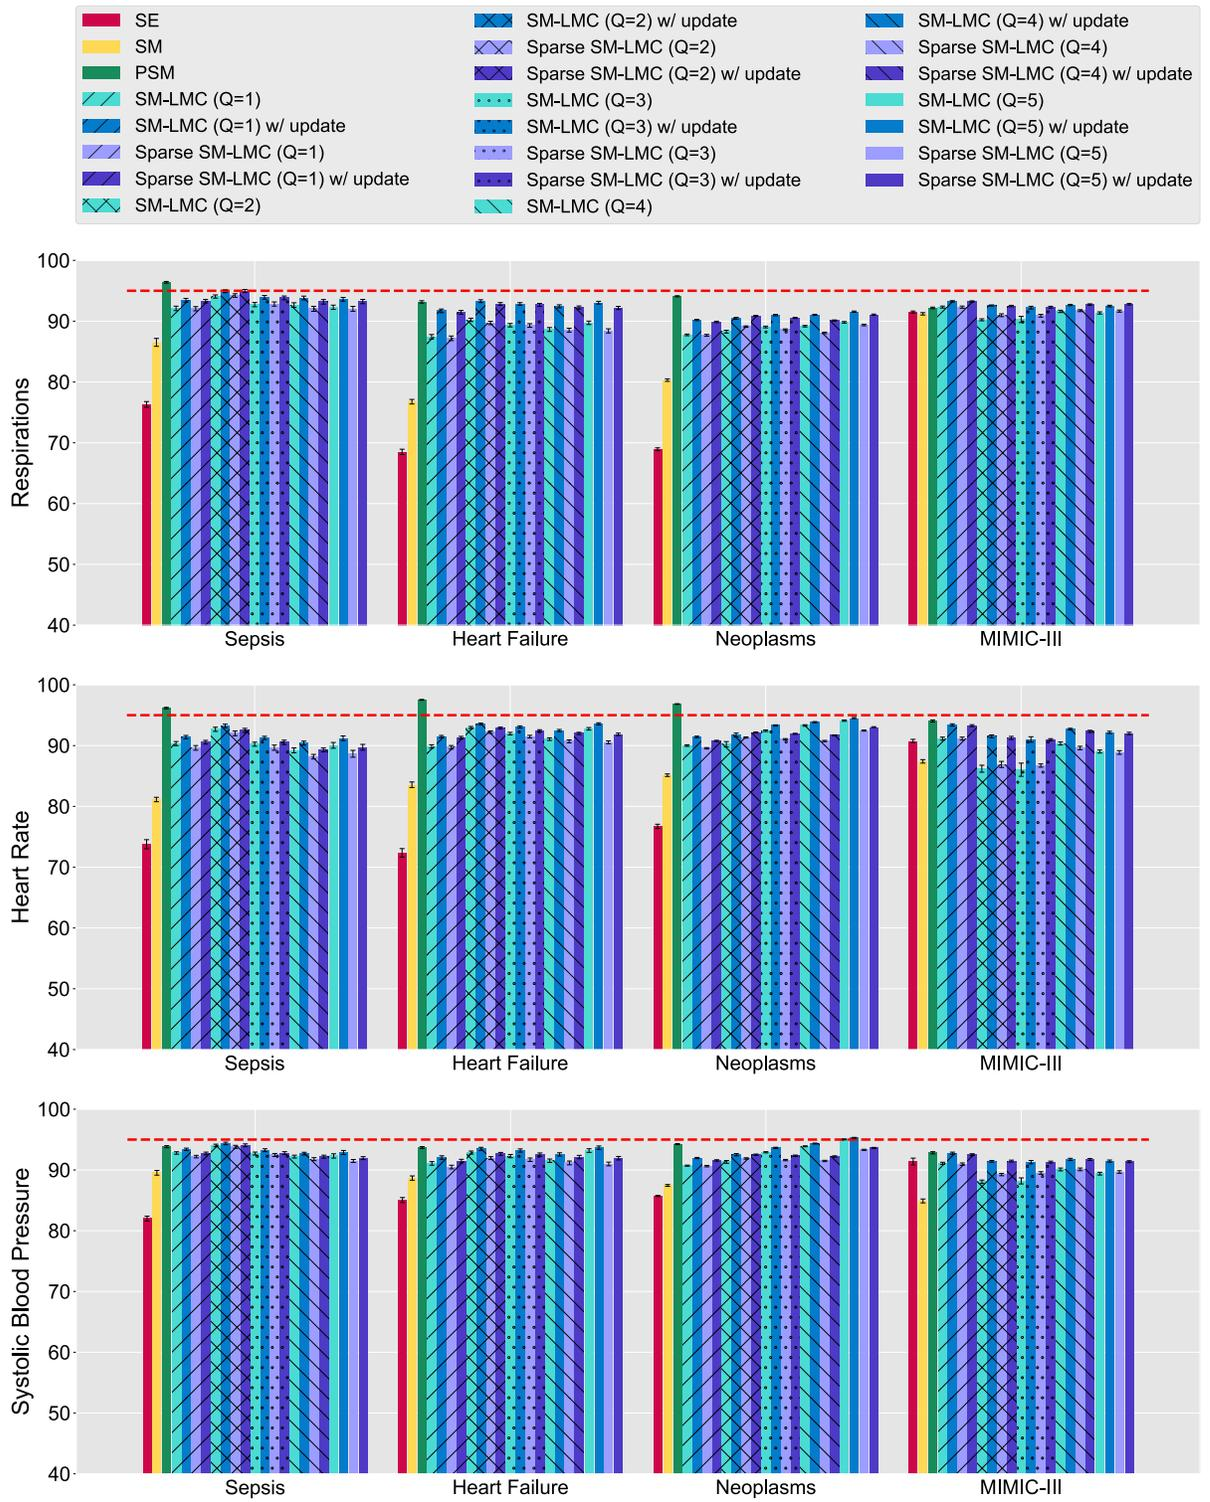 SE
SM
PSM
SM-LMC (Q=1)
SM-LMC (Q=1) w/ update
Sparse SM-LMC (Q=1)
Sparse SM-LMC (Q=1) w/ update
SM-LMC (Q=2)
SM-LMC (Q=2) w/ update
Sparse SM-LMC (Q=2)
Sparse SM-LMC (Q=2) w/ update
SM-LMC (Q=3)
SM-LMC (Q=3) w/ update
Sparse SM-LMC (Q=3)
Sparse SM-LMC (Q=3) w/ update
SM-LMC (Q=4)
SM-LMC (Q=4) w/ update
Sparse SM-LMC (Q=4)
Sparse SM-LMC (Q=4) w/ update
SM-LMC (Q=5)
SM-LMC (Q=5) w/ update
Sparse SM-LMC (Q=5)
Sparse SM-LMC (Q=5) w/ update
Respirations
100
90
80
70
60
50
40
Sepsis Heart Failure Neoplasms MIMIC-III
Heart Rate
100
90
80
70
60
50
40
Sepsis Heart Failure Neoplasms MIMIC-III
Systolic Blood Pressure
100
90
80
70
60
50
40
Sepsis Heart Failure Neoplasms MIMIC-III